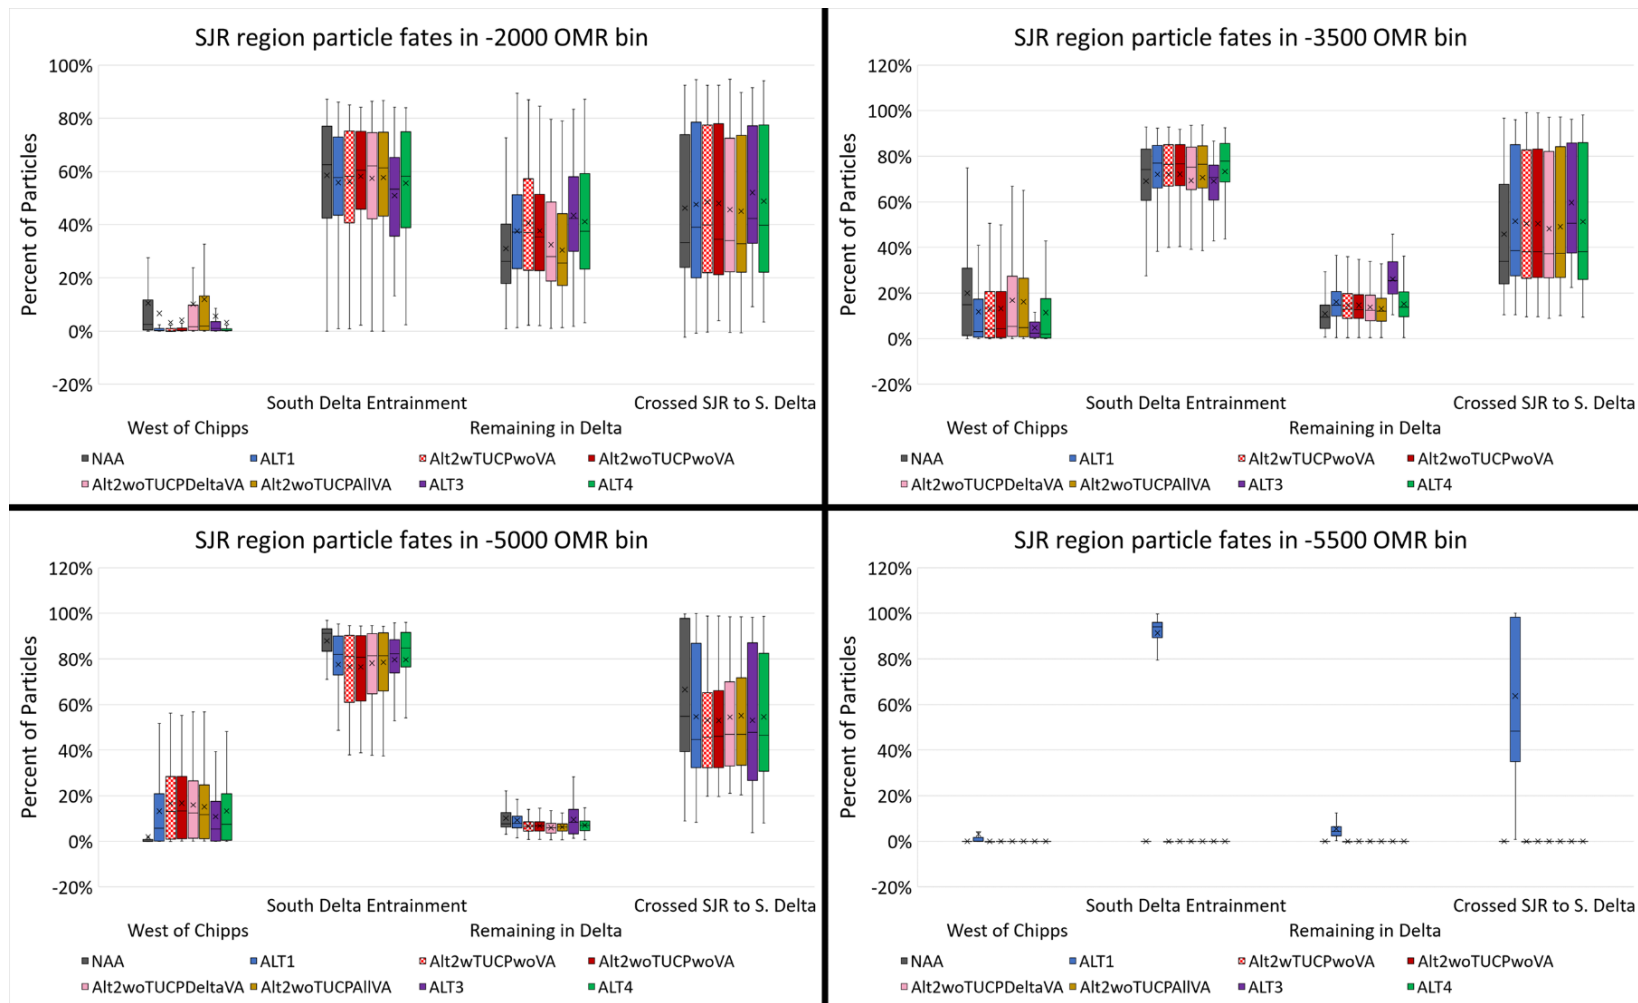 SJR region particle fates in -2000 OMR bin
Percent of Particles
100%
80%
60%
40%
20%
0%
-20%
South Delta Entrainment
Crossed SJR to S. Delta
West of Chipps
Remaining in Delta
NAA
ALT1
Alt2wTUCPwoVA
Alt2woTUCPwoVA
Alt2woTUCPDeltaVA
Alt2woTUCPAllVA
ALT3
ALT4
SJR region particle fates in -3500 OMR bin
Percent of Particles
120%
100%
80%
60%
40%
20%
0%
-20%
South Delta Entrainment
Crossed SJR to S. Delta
West of Chipps
Remaining in Delta
NAA
ALT1
Alt2wTUCPwoVA
Alt2woTUCPwoVA
Alt2woTUCPDeltaVA
Alt2woTUCPAllVA
ALT3
ALT4
SJR region particle fates in -5000 OMR bin
Percent of Particles
120%
100%
80%
60%
40%
20%
0%
-20%
South Delta Entrainment
Crossed SJR to S. Delta
West of Chipps
Remaining in Delta
NAA
ALT1
Alt2wTUCPwoVA
Alt2woTUCPwoVA
Alt2woTUCPDeltaVA
Alt2woTUCPAllVA
ALT3
ALT4
SJR region particle fates in -5500 OMR bin
Percent of Particles
120%
100%
80%
60%
40%
20%
0%
-20%
South Delta Entrainment
Crossed SJR to S. Delta
West of Chipps
Remaining in Delta
NAA
ALT1
Alt2wTUCPwoVA
Alt2woTUCPwoVA
Alt2woTUCPDeltaVA
Alt2woTUCPAllVA
ALT3
ALT4